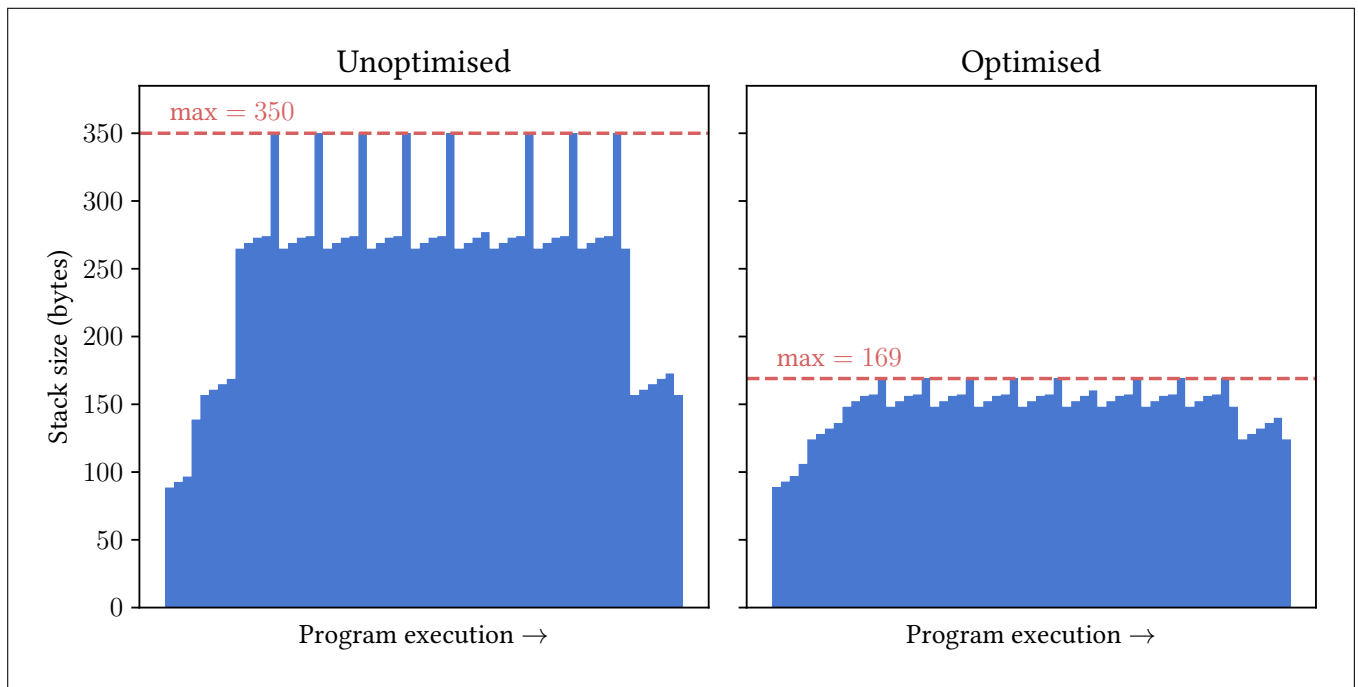 Unoptimised
max = 350
350
300
250
200
150
100
50
0
Stack size (bytes)
Program execution →
Optimised
max = 169
Program execution →